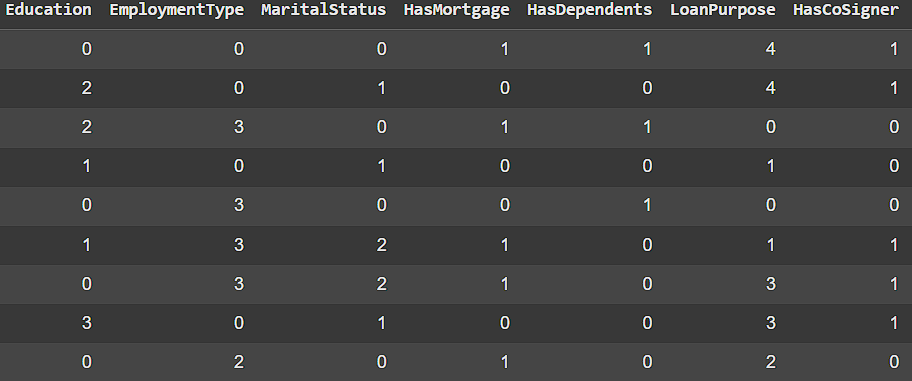 Education EmploymentType MaritalStatus HasMortgage HasDependents LoanPurpose HasCoSigner
0 0 0 1 1 4 1
2 0 1 0 0 4 1
2 3 0 1 1 0 0
1 0 1 0 0 1 0
0 3 0 0 1 0 0
1 3 2 1 0 1 1
0 3 2 1 0 3 1
3 0 1 0 0 3 1
0 2 0 1 0 2 0